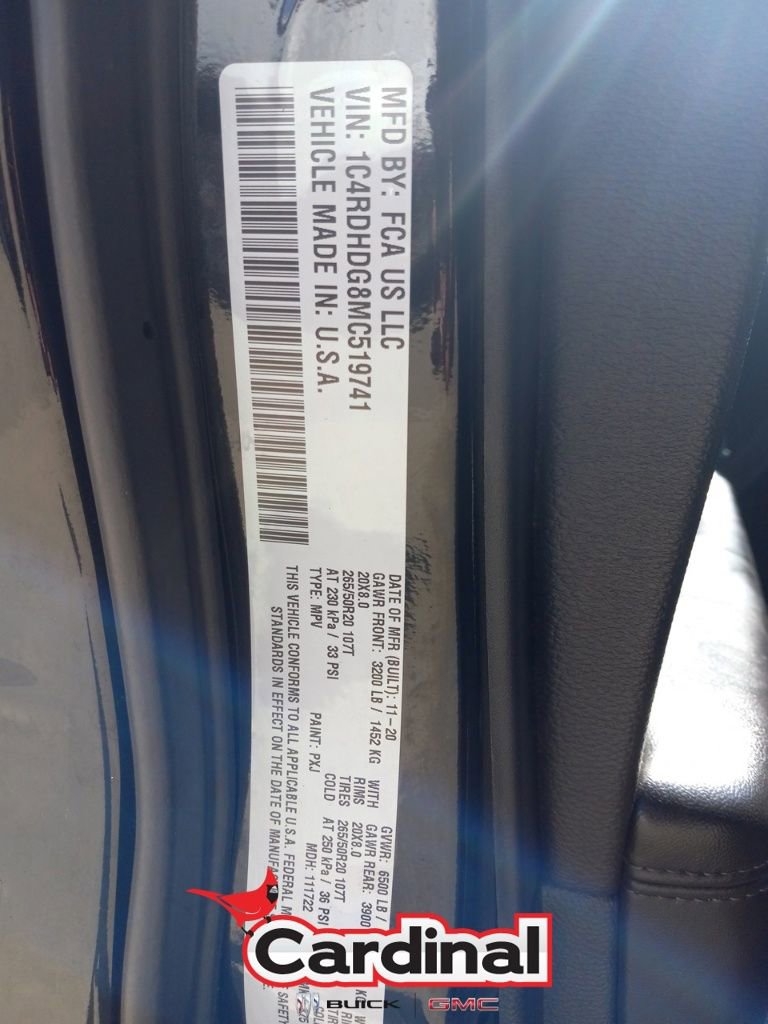 MFD BY: FCA US LLC
VIN: 1C4RDHDG8MC519741
VEHICLE MADE IN: U.S.A.
DATE OF MFR (BUILT): 11-20
GVWR: 6500 LB /
GAWR FRONT: 3200 LB / 1452 KG WITH
GAWR REAR: 3900
20X8.0 RIMS 20X8.0
265/50R20 107T TIRES 265/50R20 107T
AT 230 kPa / 33 PSI COLD AT 250 kPa / 36 PSI
TYPE: MPV PAINT: PXJ MDH: 111722
THIS VEHICLE CONFORMS TO ALL APPLICABLE U.S.A. FEDERAL
STANDARDS IN EFFECT ON THE DATE OF
SAFETY
Cardinal
BUICK GMC